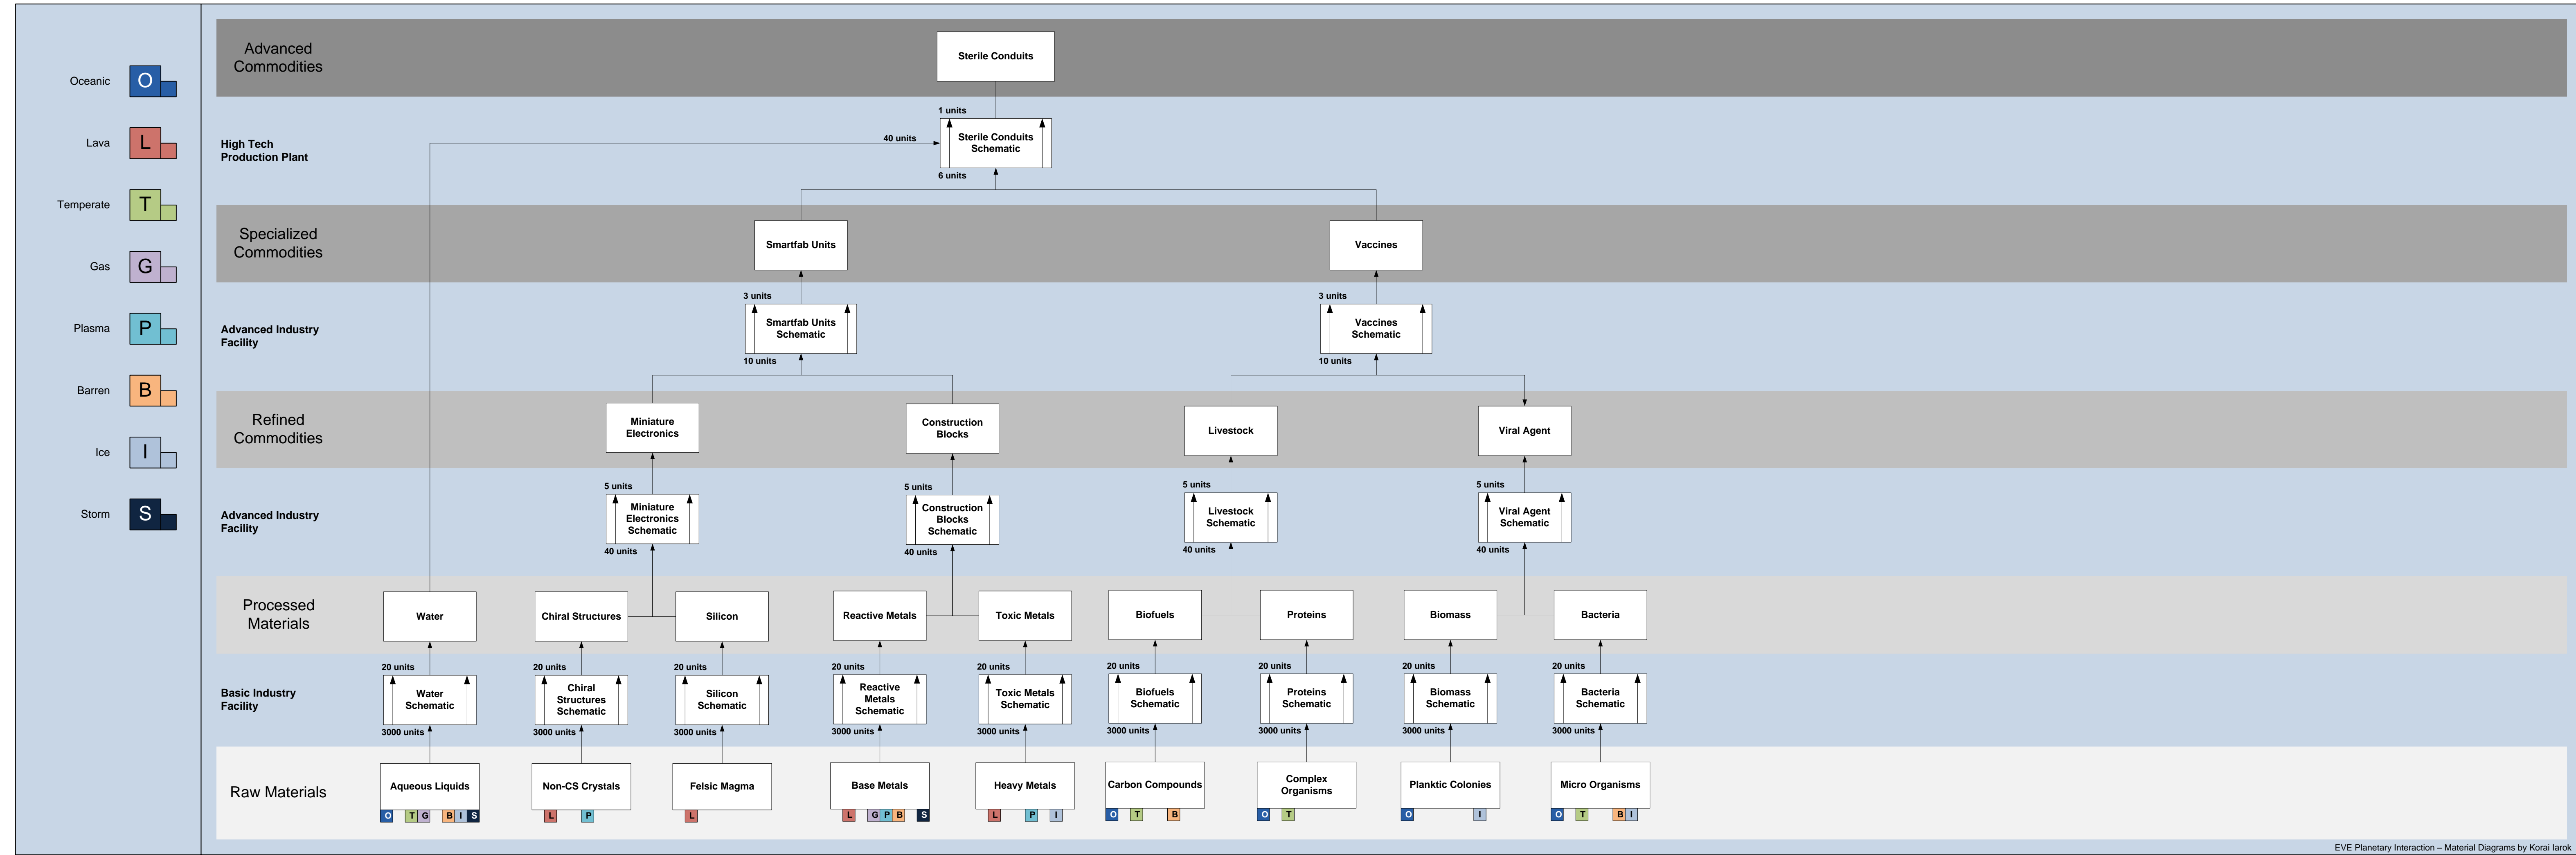 Oceanic
O
Lava
L
Temperate
T
Gas
G
Plasma
P
Barren
B
Ice
I
Storm
S
Advanced
Commodities
Sterile Conduits
1 units
40 units
Sterile Conduits
Schematic
High Tech
Production Plant
6 units
Specialized
Commodities
Smartfab Units
Vaccines
3 units
3 units
Advanced Industry
Facility
Smartfab Units
Schematic
Vaccines
Schematic
10 units
10 units
Refined
Commodities
Miniature
Electronics
Construction
Blocks
Livestock
Viral Agent
5 units
5 units
5 units
5 units
Advanced Industry
Facility
Miniature
Electronics
Schematic
Construction
Blocks
Schematic
Livestock
Schematic
Viral Agent
Schematic
40 units
40 units
40 units
40 units
Processed
Materials
Water
Chiral Structures
Silicon
Reactive Metals
Toxic Metals
Biofuels
Proteins
Biomass
Bacteria
20 units
20 units
20 units
20 units
20 units
20 units
20 units
20 units
20 units
Basic Industry
Facility
Water
Schematic
Chiral
Structures
Schematic
Silicon
Schematic
Reactive
Metals
Schematic
Toxic Metals
Schematic
Biofuels
Schematic
Proteins
Schematic
Biomass
Schematic
Bacteria
Schematic
3000 units
3000 units
3000 units
3000 units
3000 units
3000 units
3000 units
3000 units
3000 units
Raw Materials
Aqueous Liquids
O T G B I S
Non-CS Crystals
L P
Felsic Magma
L
Base Metals
L G P B S
Heavy Metals
L P I
Carbon Compounds
O T B
Complex
Organisms
O T
Planktic Colonies
O I
Micro Organisms
O T B I
EVE Planetary Interaction – Material Diagrams by Korai Iarok